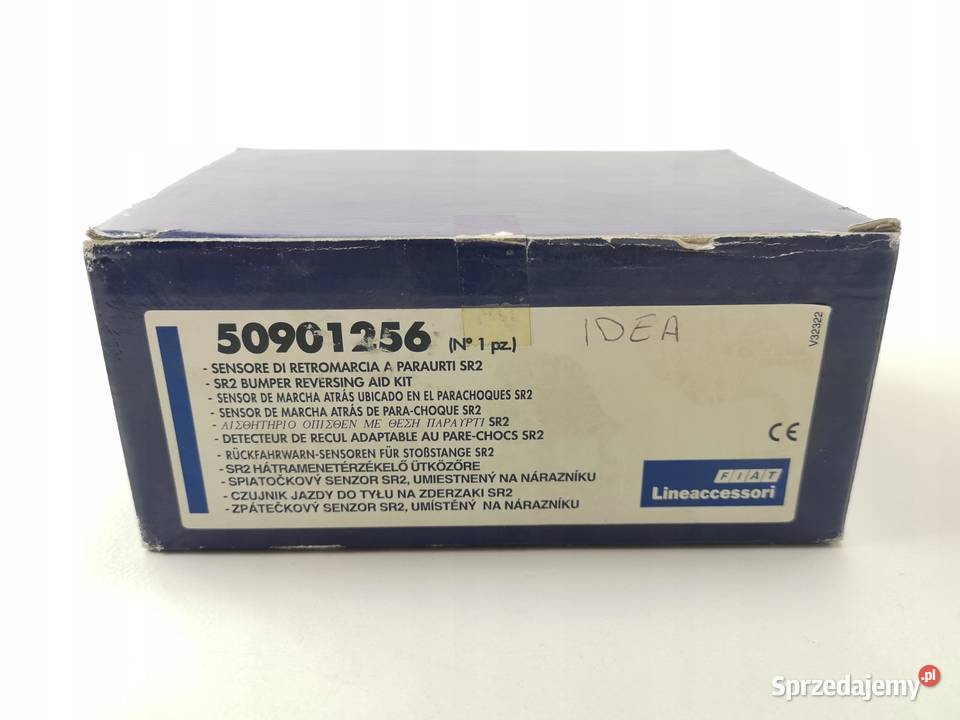 50901256 (N° 1 pz.)
IDEA
V32322
- SENSORE DI RETROMARCIA A PARAURTI SR2
- SR2 BUMPER REVERSING AID KIT
- SENSOR DE MARCHA ATRÁS UBICADO EN EL PARACHOQUES SR2
- SENSOR DE MARCHA ATRÁS DE PARA-CHOQUE SR2
- ΑΙΣΘΗΤΗΡΙΟ ΟΠΙΣΘΕΝ ΜΕ ΘΕΣΗ ΠΑΡΑΥΡΤΙ SR2
- DETECTEUR DE RECUL ADAPTABLE AU PARE-CHOCS SR2
- RÜCKFAHRWARN-SENSOREN FÜR STOßSTANGE SR2
- SR2 HÁTRAMENETÉRZÉKELŐ ÜTKÖZŐRE
- SPIATOČKOVÝ SENZOR SR2, UMIESTNENÝ NA NÁRAZNÍKU
- CZUJNIK JAZDY DO TYŁU NA ZDERZAKI SR2
- ZPÁTEČKOVÝ SENZOR SR2, UMÍSTĚNÝ NA NÁRAZNÍKU
CE
FIAT
Lineaccessori
Sprzedajemy.pl